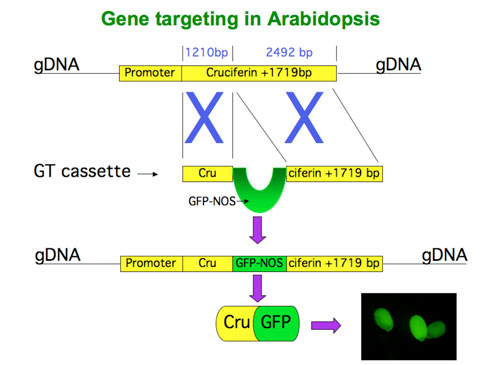 Gene targeting in Arabidopsis
1210bp 2492 bp
gDNA gDNA
Promoter Cruciferin +1719bp
GT cassette Cru ciferin +1719 bp
GFP-NOS
gDNA gDNA
Promoter Cru GFP-NOS ciferin +1719 bp
Cru GFP